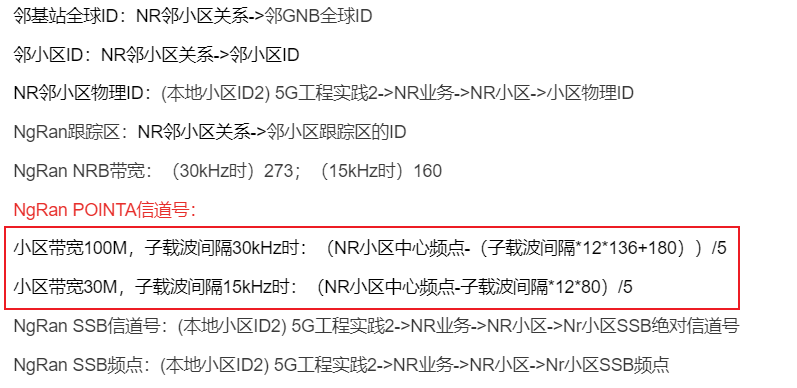 邻基站全球ID：NR邻小区关系->邻GNB全球ID
邻小区ID：NR邻小区关系->邻小区ID
NR邻小区物理ID：(本地小区ID2) 5G工程实践2->NR业务->NR小区->小区物理ID
NgRan跟踪区：NR邻小区关系->邻小区跟踪区的ID
NgRan NRB带宽：（30kHz时）273；（15kHz时）160
NgRan POINTA信道号：
小区带宽100M，子载波间隔30kHz时：（NR小区中心频点-（子载波间隔*12*136+180））/5
小区带宽30M，子载波间隔15kHz时：（NR小区中心频点-子载波间隔*12*80）/5
NgRan SSB信道号：(本地小区ID2) 5G工程实践2->NR业务->NR小区->Nr小区SSB绝对信道号
NgRan SSB频点：(本地小区ID2) 5G工程实践2->NR业务->NR小区->Nr小区SSB频点